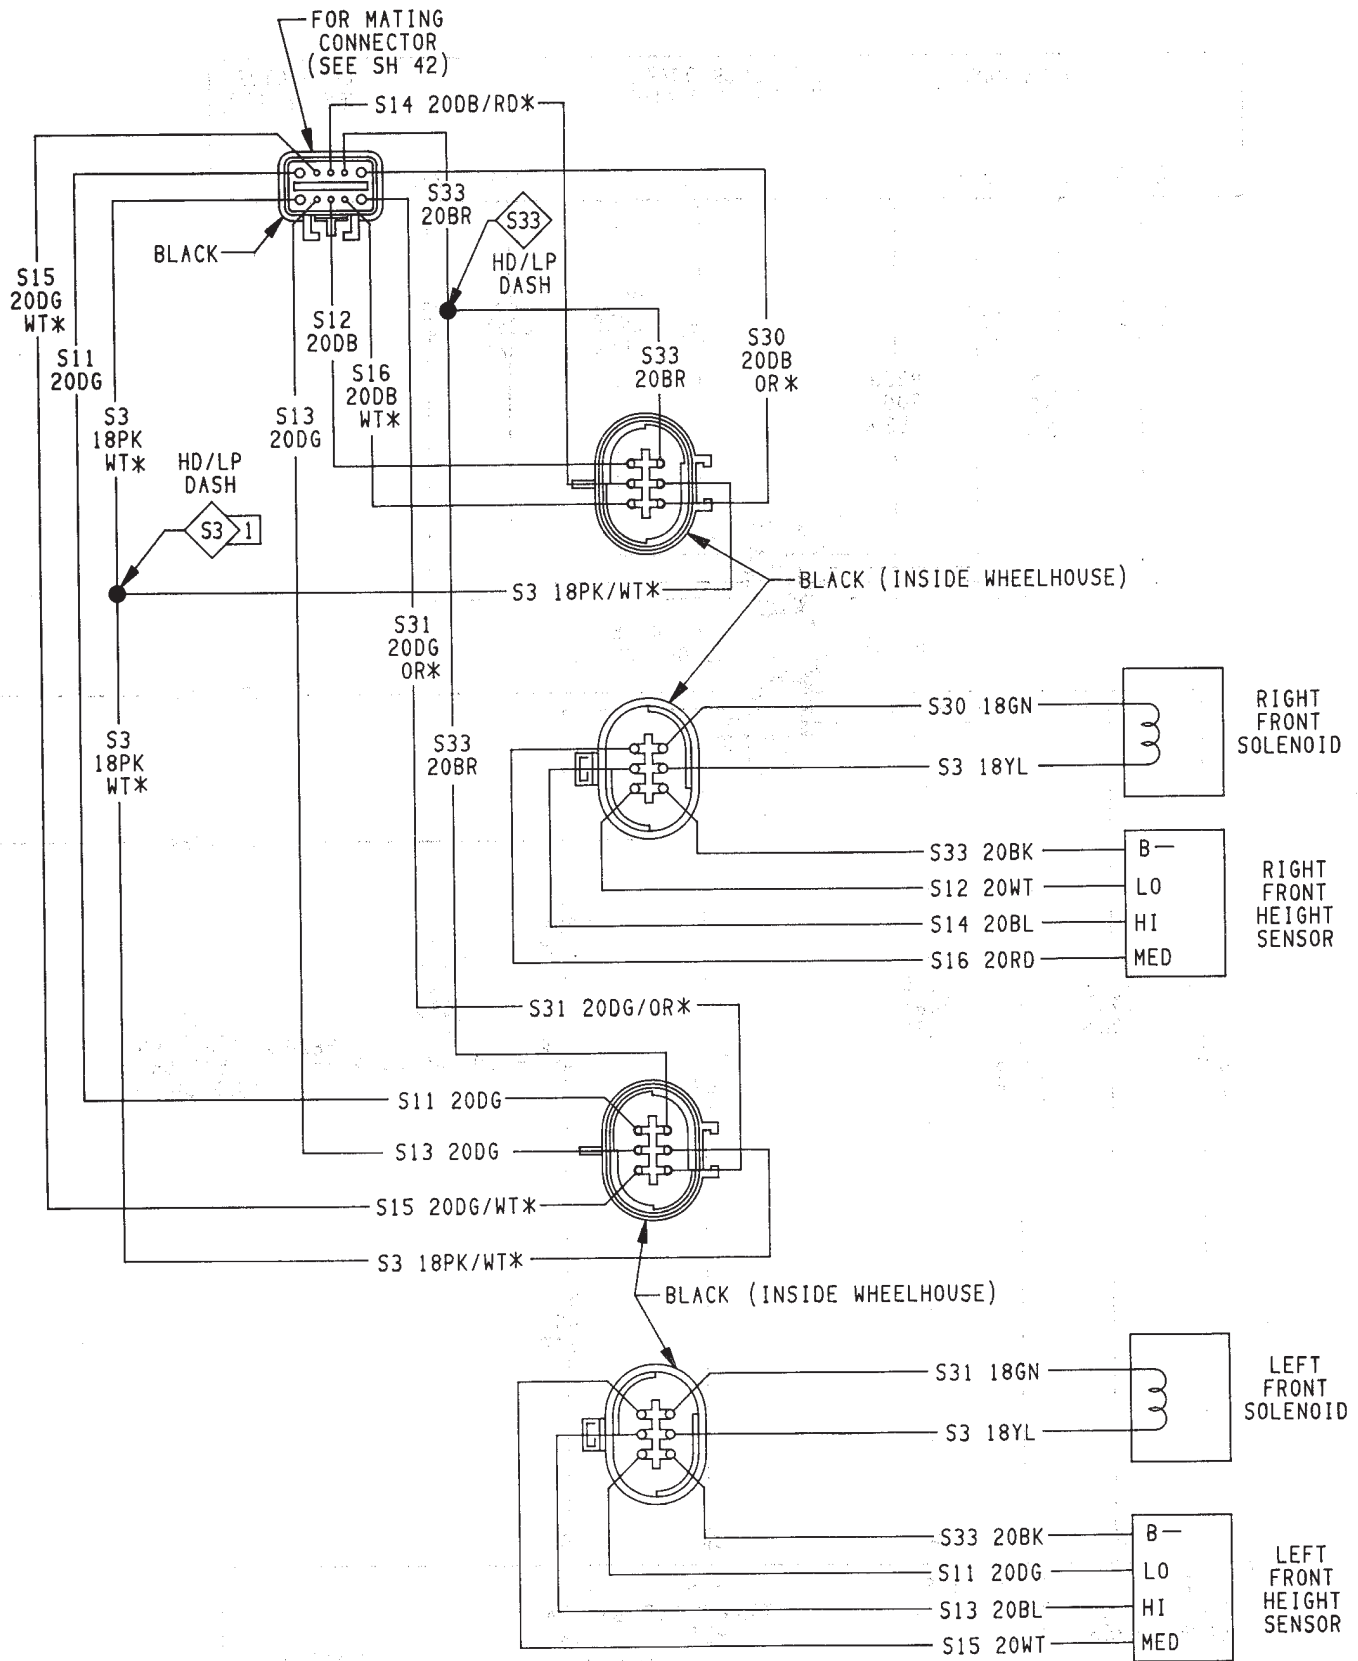 FOR MATING
CONNECTOR
(SEE SH 42)
S14 20DB/RD*
S33
20BR
S33
HD/LP
DASH
BLACK
S15
20DG
WT*
S12
20DB
S11
20DG
S16
20DB
WT*
S33
20BR
S30
20DB
OR*
S3
18PK
WT*
S13
20DG
HD/LP
DASH
S3 1
S3 18PK/WT*
BLACK (INSIDE WHEELHOUSE)
S31
20DG
OR*
S3
18PK
WT*
S33
20BR
S30 18GN
S3 18YL
RIGHT
FRONT
SOLENOID
S33 20BK B—
S12 20WT LO
S14 20BL HI
S16 20RD MED
RIGHT
FRONT
HEIGHT
SENSOR
S31 20DG/OR*
S11 20DG
S13 20DG
S15 20DG/WT*
S3 18PK/WT*
BLACK (INSIDE WHEELHOUSE)
S31 18GN
S3 18YL
LEFT
FRONT
SOLENOID
S33 20BK B—
S11 20DG LO
S13 20BL HI
S15 20WT MED
LEFT
FRONT
HEIGHT
SENSOR